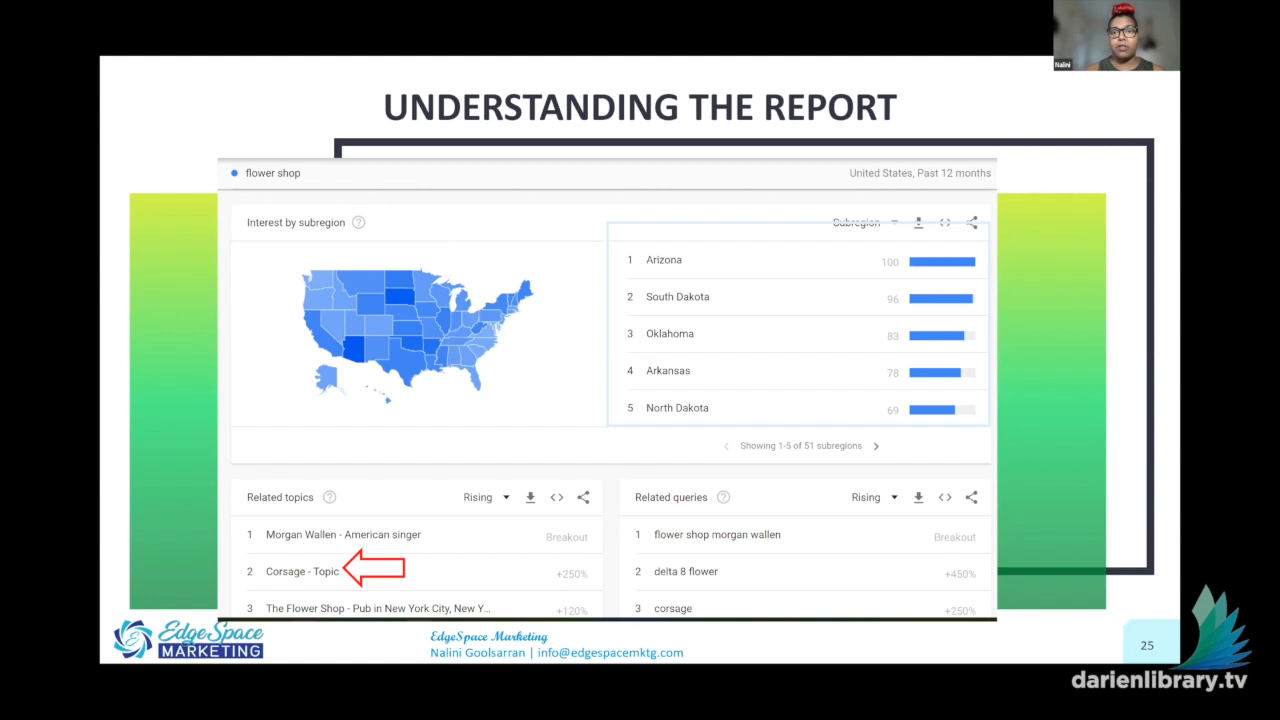 Nalini
UNDERSTANDING THE REPORT
flower shop
United States, Past 12 months
Interest by subregion ?
Subregion
1 Arizona 100
2 South Dakota 96
3 Oklahoma 83
4 Arkansas 78
5 North Dakota 69
Showing 1-5 of 51 subregions
Related topics ? Rising
1 Morgan Wallen - American singer Breakout
2 Corsage - Topic +250%
3 The Flower Shop - Pub in New York City, New Y... +120%
Related queries ? Rising
1 flower shop morgan wallen Breakout
2 delta 8 flower +450%
3 corsage +250%
EdgeSpace
MARKETING
EdgeSpace Marketing
Nalini Goolsarran | info@edgespacemktg.com
25
darienlibrary.tv